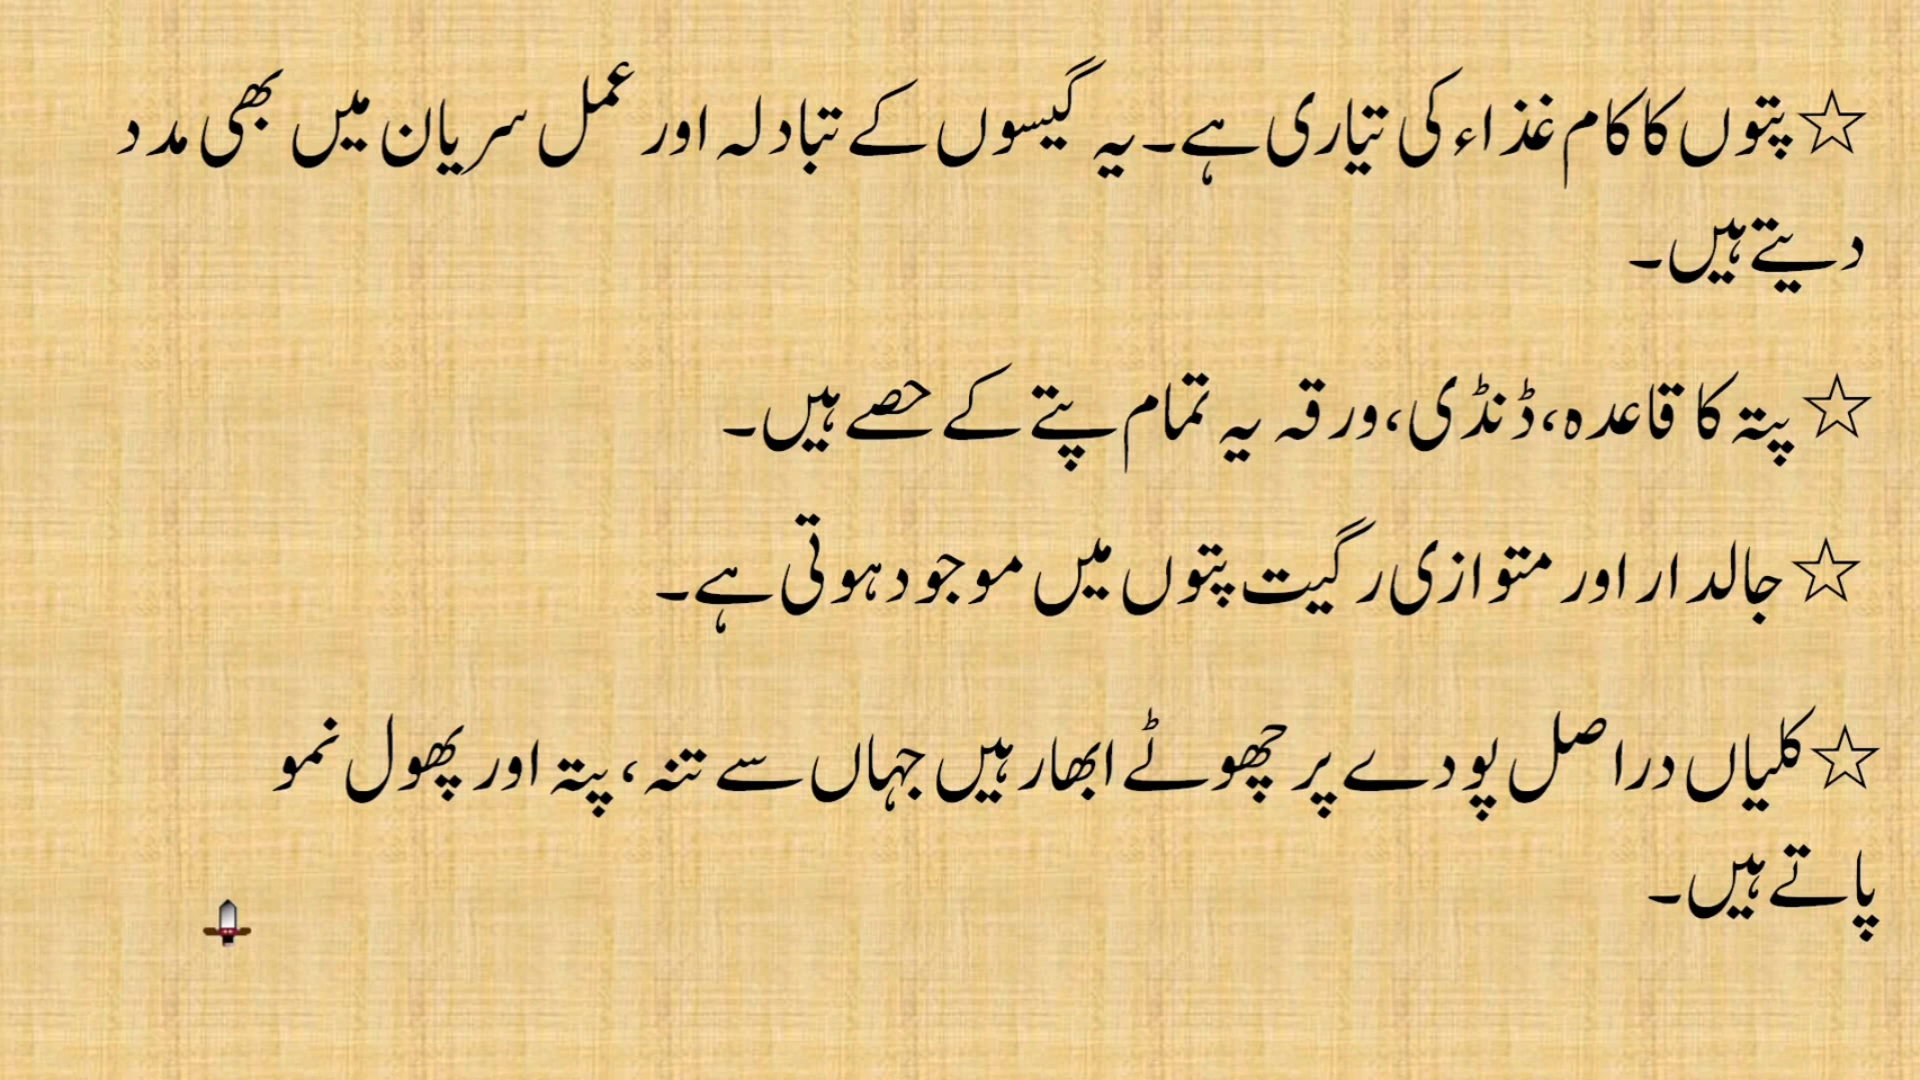 ☆پتوں کا کام غذاء کی تیاری ہے۔ یہ گیسوں کے تبادلہ اور عمل سریان میں بھی مدد
دیتے ہیں۔
☆ پتہ کا قاعدہ، ڈنڈی، ورقہ یہ تمام پتے کے حصے ہیں۔
☆ جالدار اور متوازی رگیت پتوں میں موجود ہوتی ہے۔
☆کلیاں دراصل پودے پر چھوٹے ابھار ہیں جہاں سے تنہ، پتہ اور پھول نمو
پاتے ہیں۔